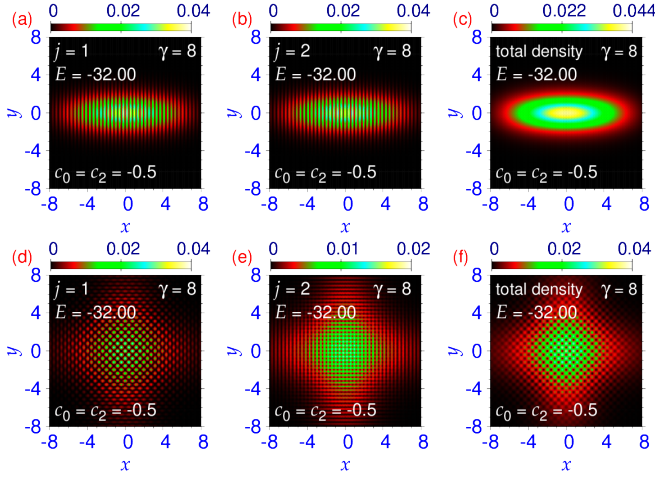 0 0.02 0.04 0 0.02 0.04 0 0.022 0.044
(a) (b) (c)
8 8 8
j = 1 γ = 8 j = 2 γ = 8 total density γ = 8
E = -32.00 E = -32.00 E = -32.00
4 4 4
y 0 y 0 y 0
-4 -4 -4
c0 = c2 = -0.5 c0 = c2 = -0.5 c0 = c2 = -0.5
-8 -8 -8
-8 -4 0 4 8 -8 -4 0 4 8 -8 -4 0 4 8
x x x
0 0.02 0.04 0 0.01 0.02 0 0.022 0.044
(d) (e) (f)
8 8 8
j = 1 γ = 8 j = 2 γ = 8 total density γ = 8
E = -32.00 E = -32.00 E = -32.00
4 4 4
y 0 y 0 y 0
-4 -4 -4
c0 = c2 = -0.5 c0 = c2 = -0.5 c0 = c2 = -0.5
-8 -8 -8
-8 -4 0 4 8 -8 -4 0 4 8 -8 -4 0 4 8
x x x